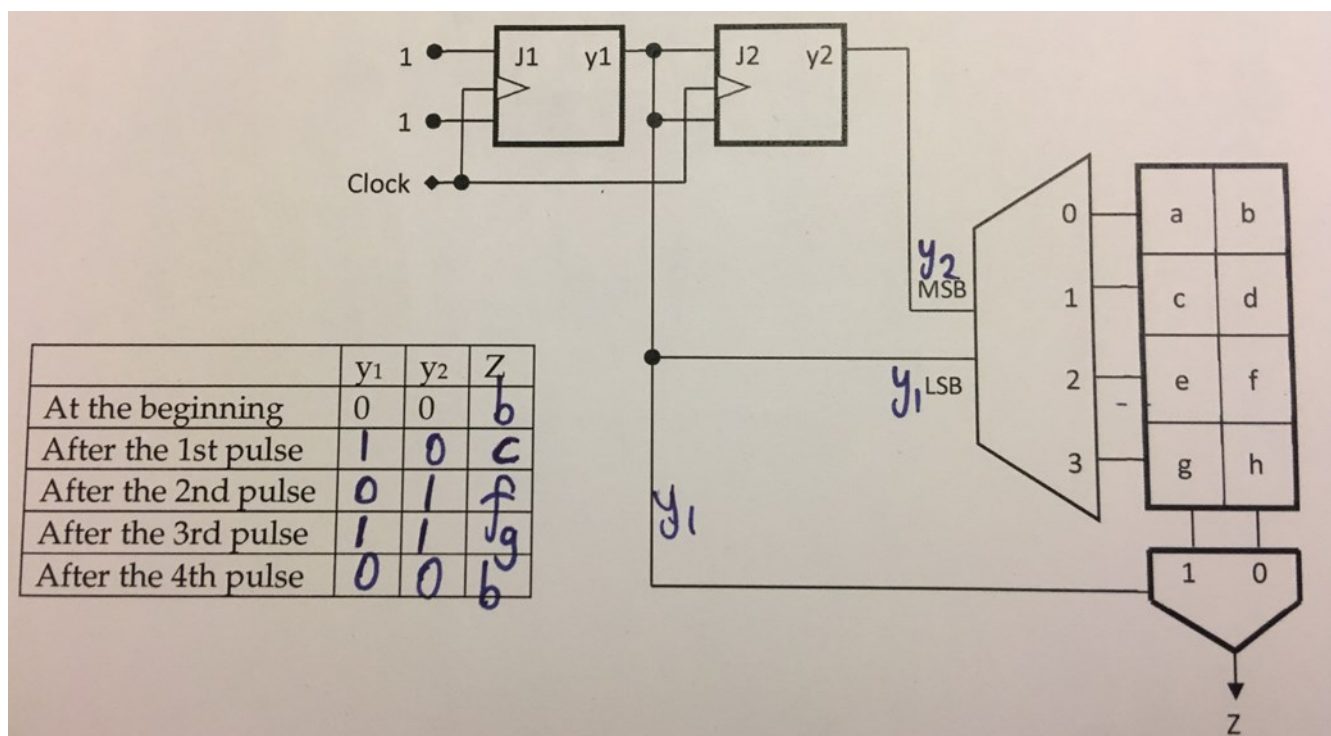 1 J1 y1 J2 y2
1
Clock
0 a b
y2
MSB
1 c d
y1 LSB
2 e f
3 g h
y1
1 0
Z
y1 y2 Z
At the beginning 0 0 b
After the 1st pulse 1 0 c
After the 2nd pulse 0 1 f
After the 3rd pulse 1 1 g
After the 4th pulse 0 0 b